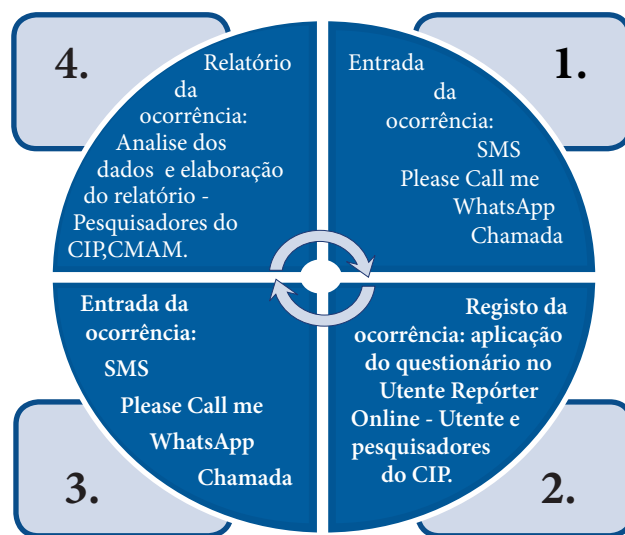 1.
Entrada
da
ocorrência:
SMS
Please Call me
WhatsApp
Chamada
2.
Registo da
ocorrência: aplicação
do questionário no
Utente Repórter
Online - Utente e
pesquisadores
do CIP.
3.
Entrada da
ocorrência:
SMS
Please Call me
WhatsApp
Chamada
4.
Relatório
da
ocorrência:
Analise dos
dados e elaboração
do relatório -
Pesquisadores do
CIP,CMAM.